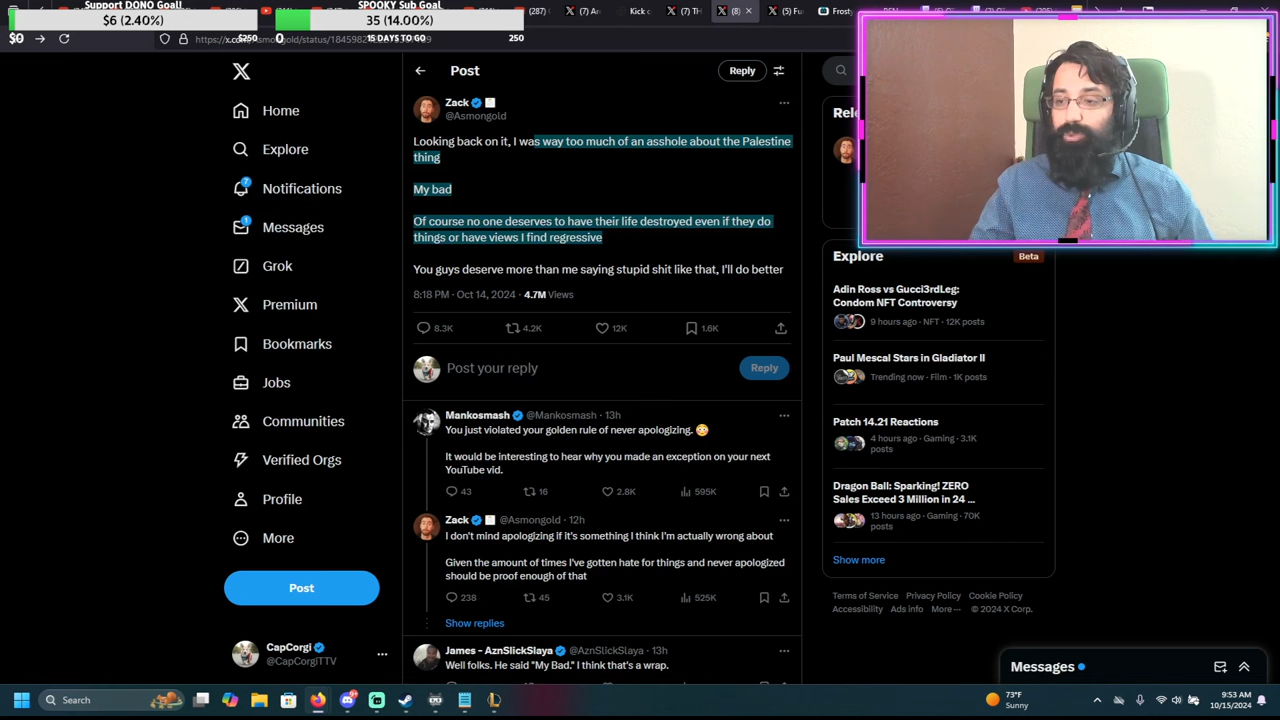 Support DONO Goal!
$6 (2.40%)
$0
$250
SPOOKY Sub Goal
35 (14.00%)
0
15 DAYS TO GO
250
Kick
(8)
Frosty
Home
Explore
Notifications
7
Messages
1
Grok
Premium
Bookmarks
Jobs
Communities
Verified Orgs
Profile
More
Post
CapCorgi
@CapCorgiTTV
Post
Reply
Zack
@Asmongold
Looking back on it, I was way too much of an asshole about the Palestine
thing
My bad
Of course no one deserves to have their life destroyed even if they do
things or have views I find regressive
You guys deserve more than me saying stupid shit like that, I'll do better
8:18 PM · Oct 14, 2024 · 4.7M Views
8.3K 4.2K 12K 1.6K
Post your reply
Reply
Mankosmash @Mankosmash · 13h
You just violated your golden rule of never apologizing. 😳
It would be interesting to hear why you made an exception on your next
YouTube vid.
43 16 2.8K 595K
Zack @Asmongold · 12h
I don't mind apologizing if it's something I think I'm actually wrong about
Given the amount of times I've gotten hate for things and never apologized
should be proof enough of that
238 45 3.1K 525K
Show replies
James - AznSlickSlaya @AznSlickSlaya · 13h
Well folks. He said "My Bad." I think that's a wrap.
Explore
Beta
Adin Ross vs Gucci3rdLeg:
Condom NFT Controversy
9 hours ago · NFT · 12K posts
Paul Mescal Stars in Gladiator II
Trending now · Film · 1K posts
Patch 14.21 Reactions
4 hours ago · Gaming · 3.1K
posts
Dragon Ball: Sparking! ZERO
Sales Exceed 3 Million in 24 ...
13 hours ago · Gaming · 70K
posts
Show more
Terms of Service Privacy Policy Cookie Policy
Accessibility Ads info More ··· © 2024 X Corp.
Messages
Search
73°F
Sunny
9:53 AM
10/15/2024